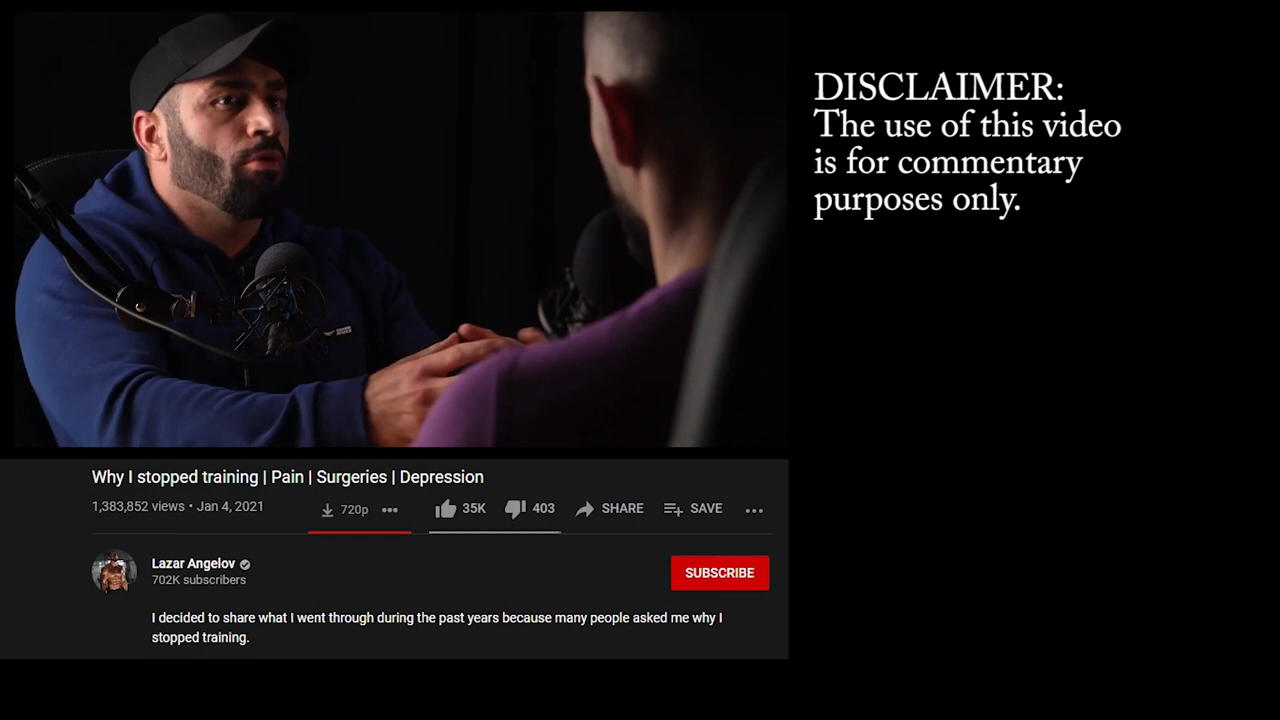 DISCLAIMER:
The use of this video
is for commentary
purposes only.
Why I stopped training | Pain | Surgeries | Depression
1,383,852 views • Jan 4, 2021
720p
35K
403
SHARE
SAVE
Lazar Angelov
702K subscribers
SUBSCRIBE
I decided to share what I went through during the past years because many people asked me why I
stopped training.